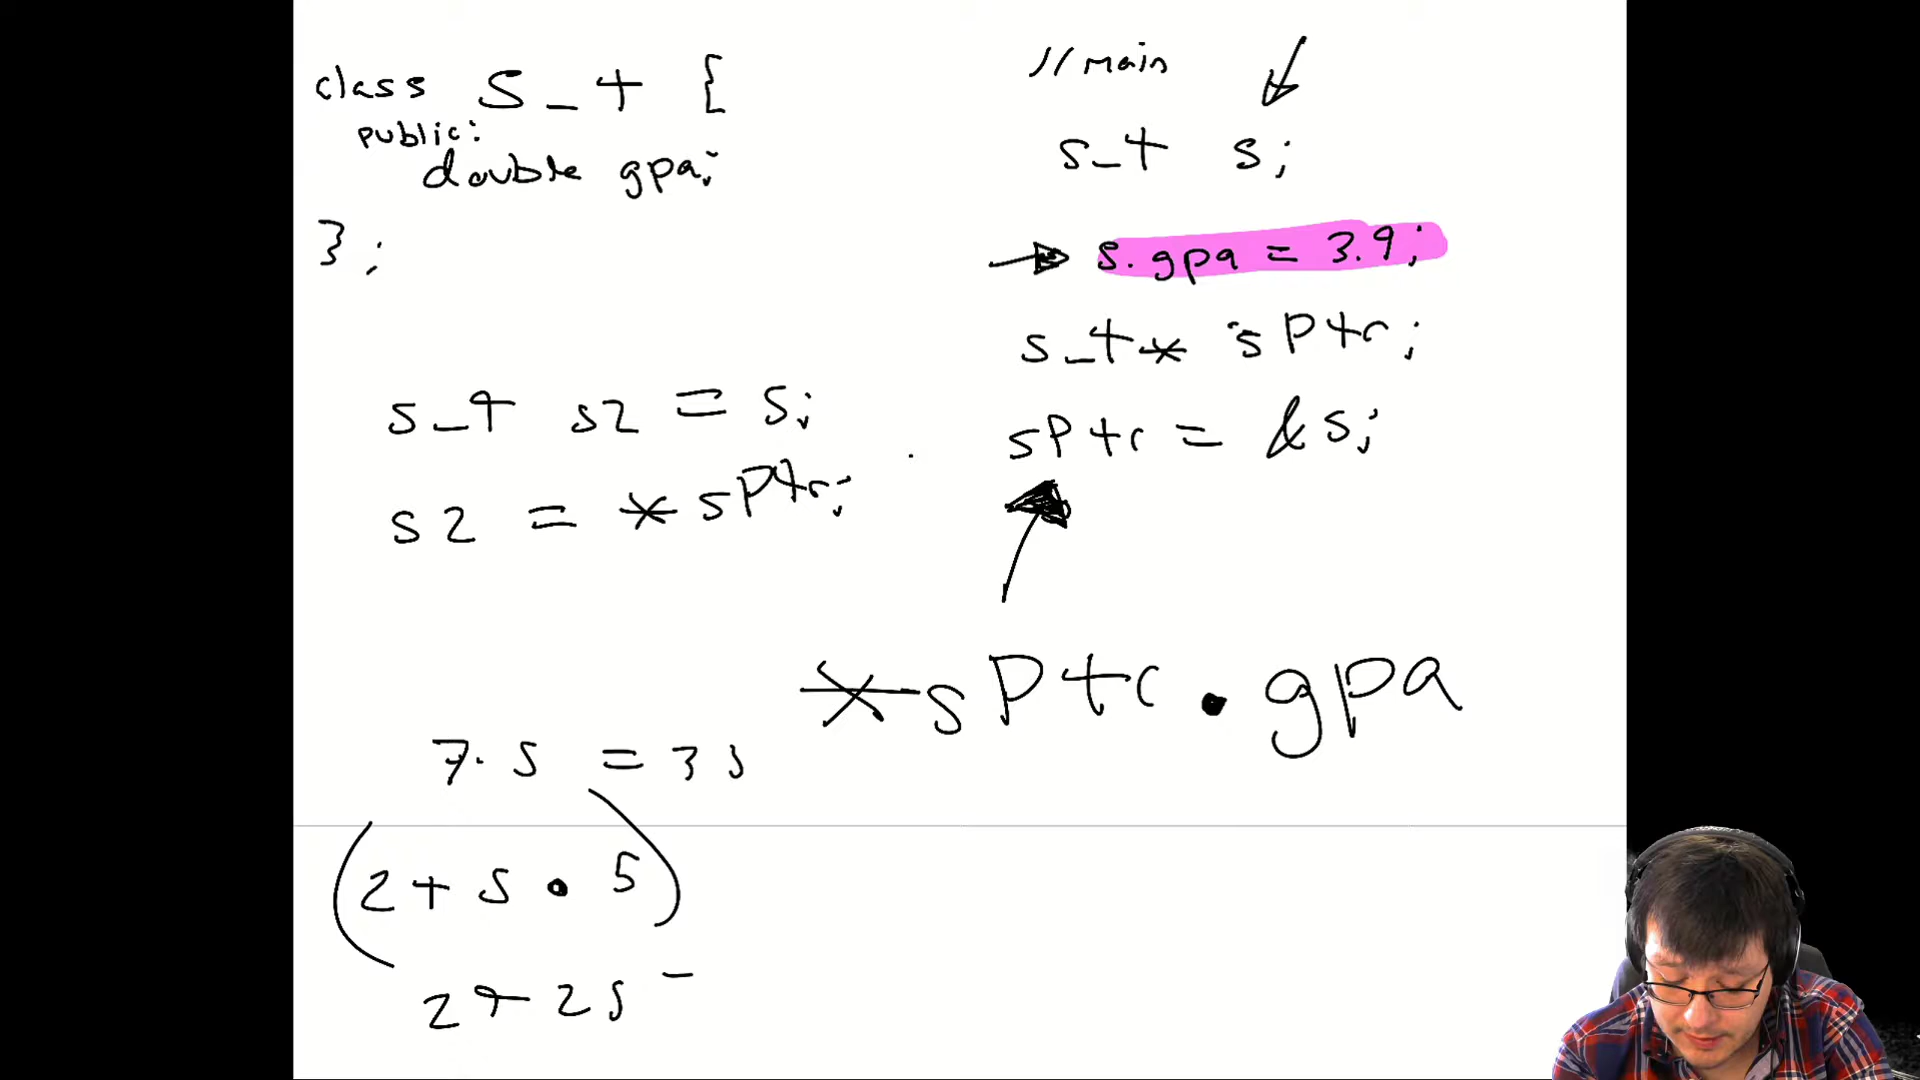 class S_t {
public:
double gpa;
};
s_t s2 = s;
s2 = *sPtr;
//main
s_t s;
s.gpa = 3.9;
s_t* sPtr;
sPtr = &s;
*sPtr.gpa
7.5 = 35
(2+5•5)
2+25 -